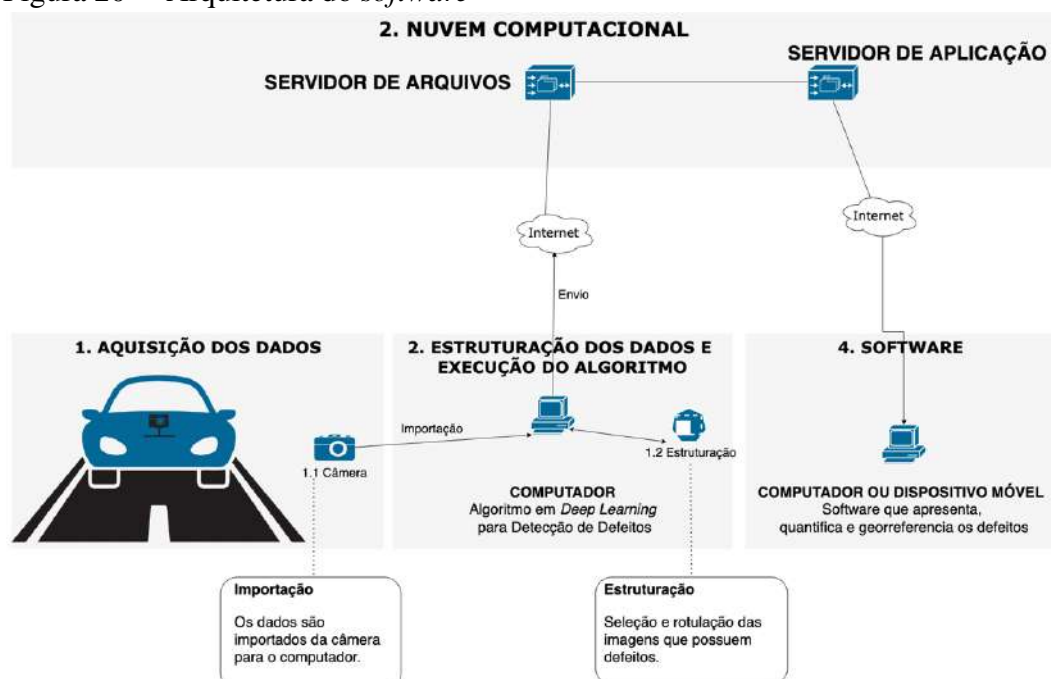 2. NUVEM COMPUTACIONAL
SERVIDOR DE APLICAÇÃO
SERVIDOR DE ARQUIVOS
Internet
Internet
Envio
1. AQUISIÇÃO DOS DADOS
2. ESTRUTURAÇÃO DOS DADOS E
EXECUÇÃO DO ALGORITMO
4. SOFTWARE
Importação
1.1 Câmera
1.2 Estruturação
COMPUTADOR
Algoritmo em Deep Learning
para Detecção de Defeitos
COMPUTADOR OU DISPOSITIVO MÓVEL
Software que apresenta,
quantifica e georreferencia os defeitos
Importação
Os dados são
importados da câmera
para o computador.
Estruturação
Seleção e rotulação das
imagens que possuem
defeitos.